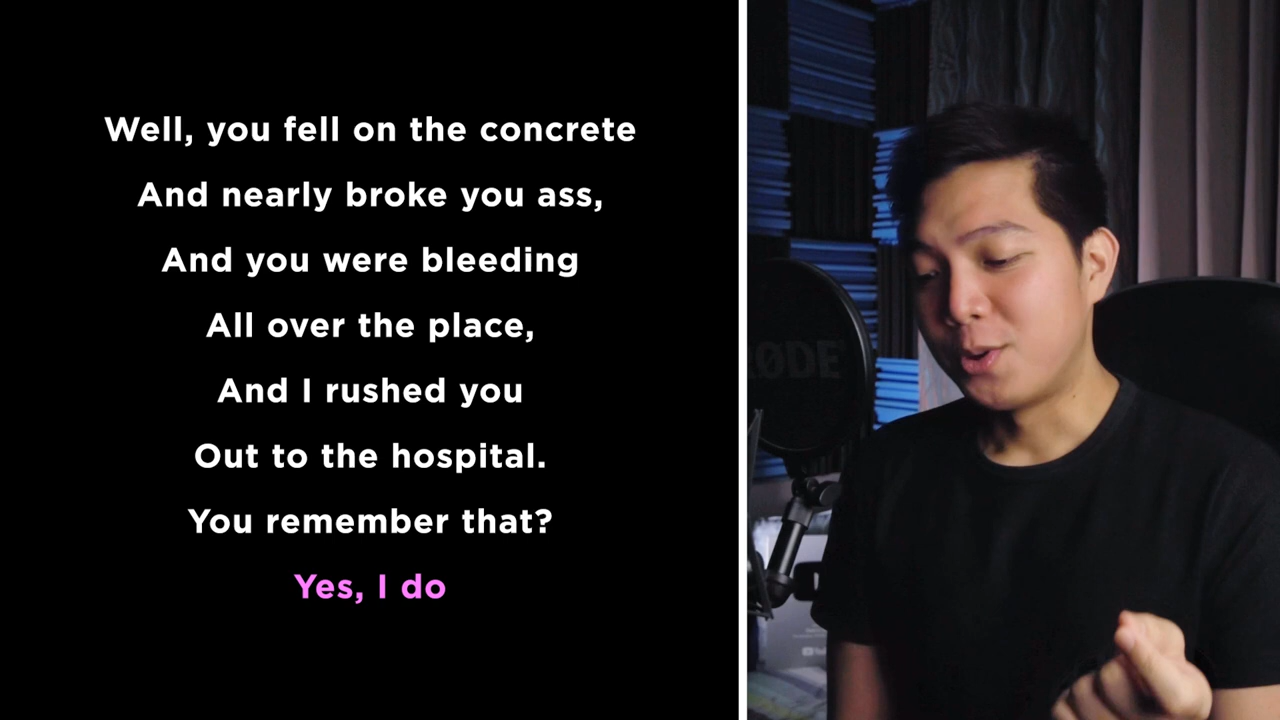 Well, you fell on the concrete
And nearly broke you ass,
And you were bleeding
All over the place,
And I rushed you
Out to the hospital.
You remember that?
Yes, I do
RØDE